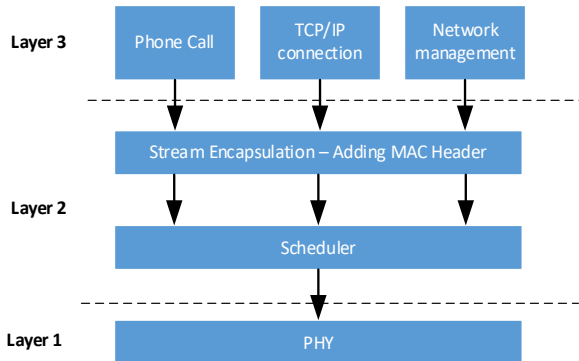 Layer 3
Phone Call
TCP/IP
connection
Network
management
Stream Encapsulation – Adding MAC Header
Layer 2
Scheduler
Layer 1
PHY